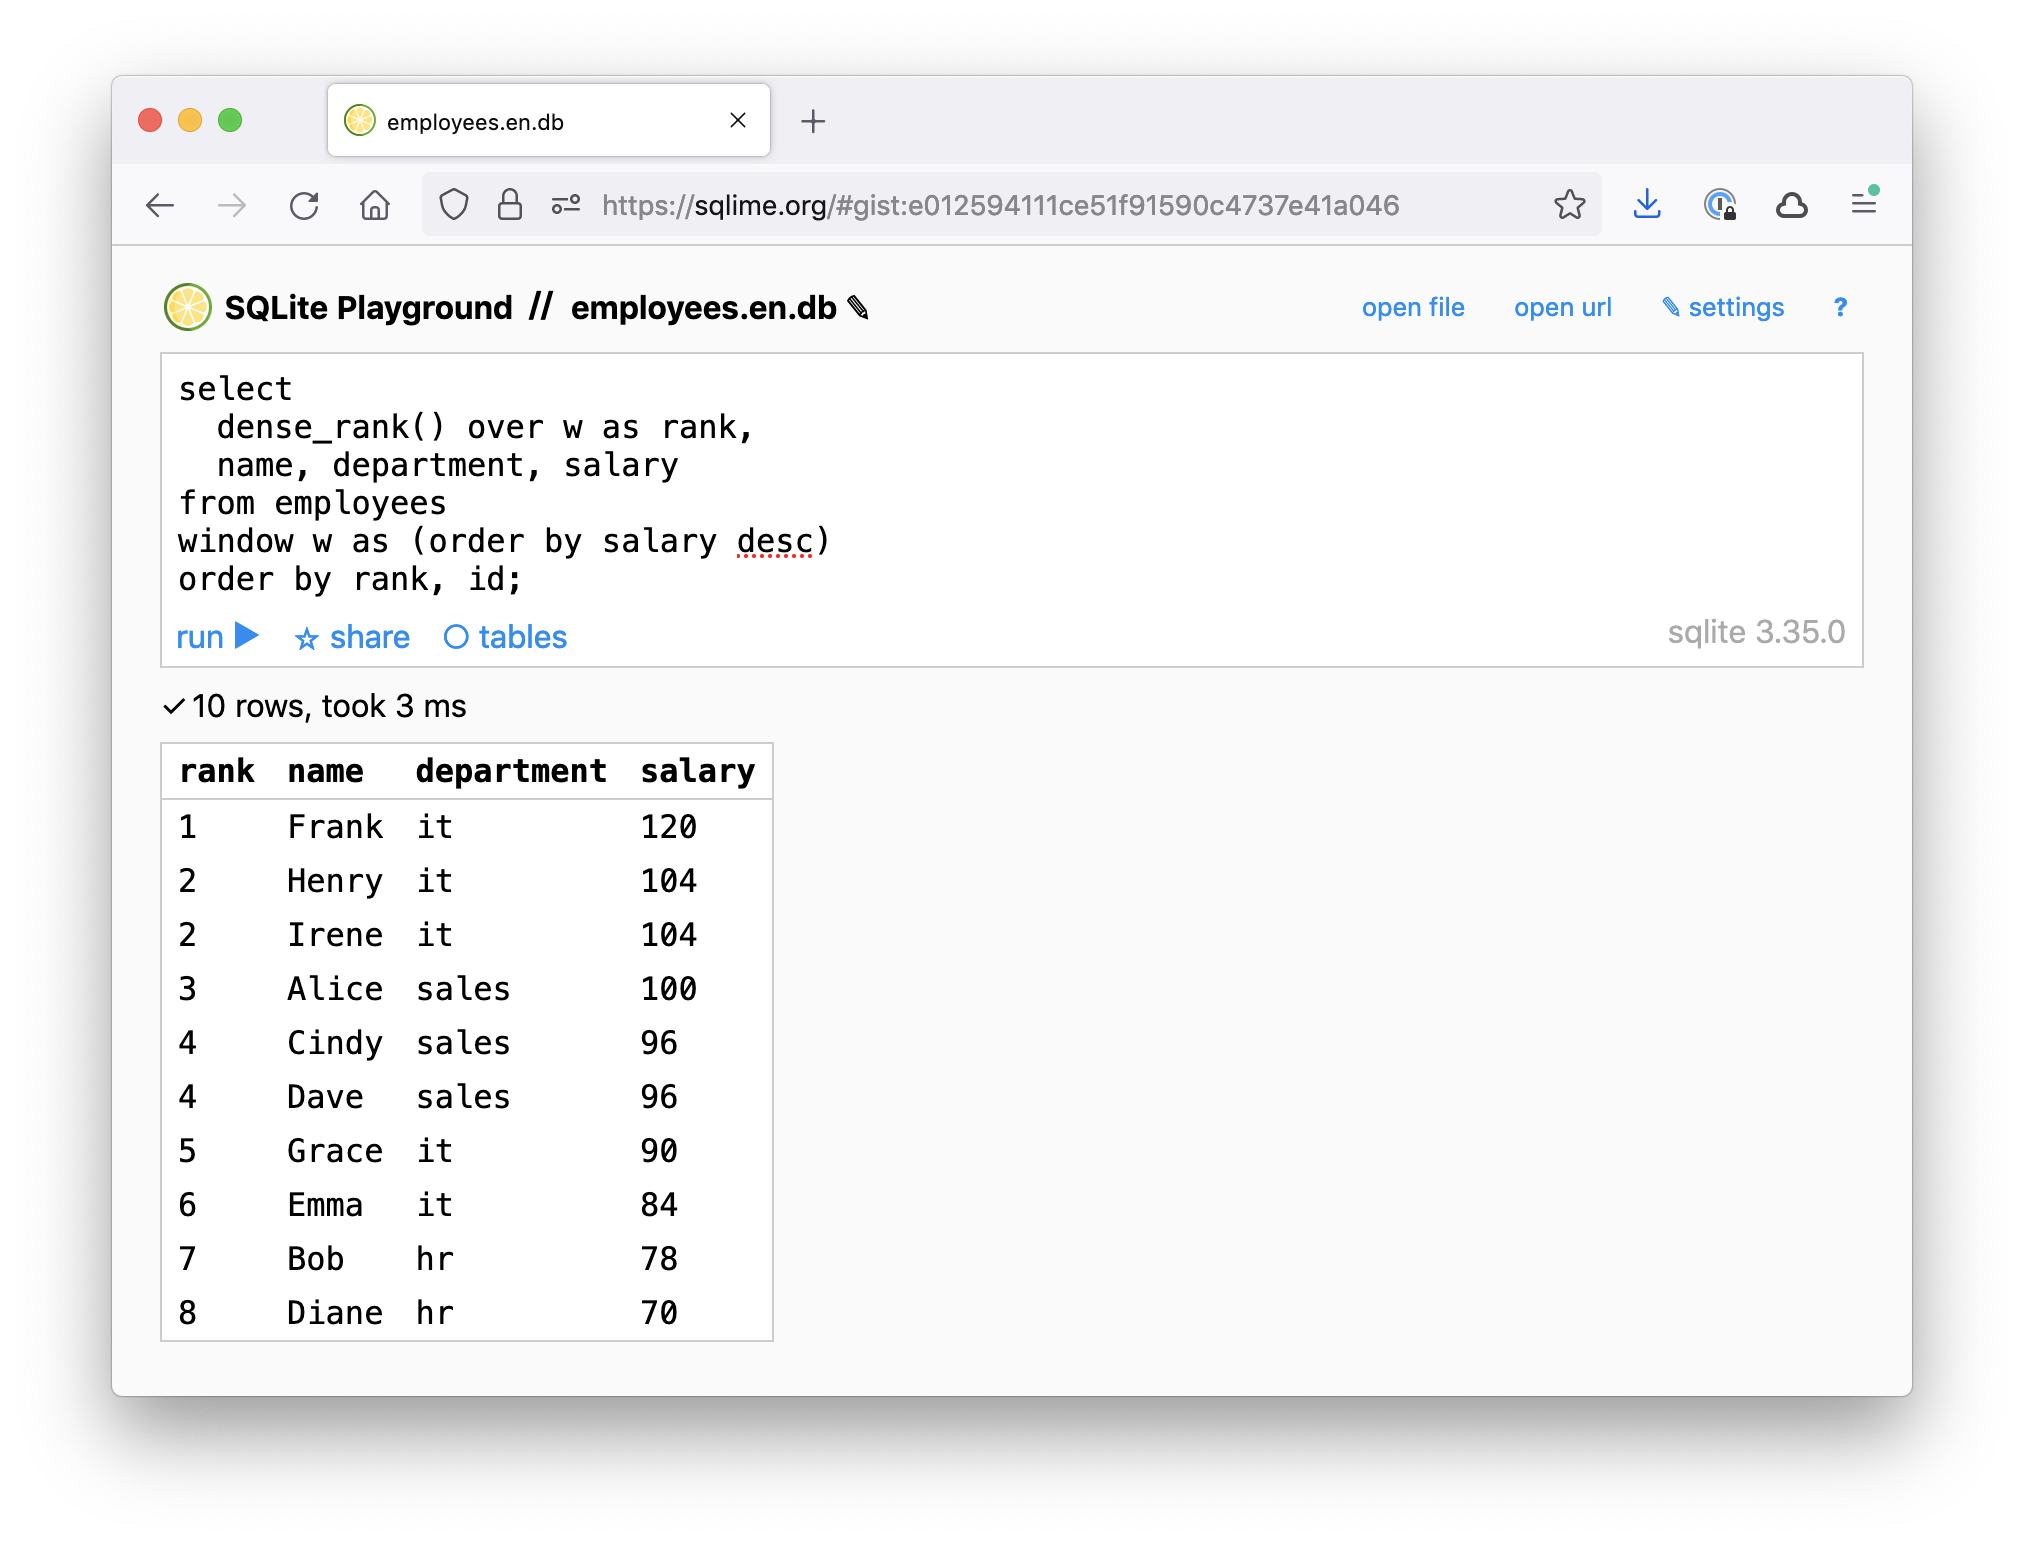 employees.en.db
https://sqlime.org/#gist:e012594111ce51f91590c4737e41a046
SQLite Playground // employees.en.db ✎ open file open url ✎ settings ?
select
  dense_rank() over w as rank,
  name, department, salary
from employees
window w as (order by salary desc)
order by rank, id;
run ▶ ☆ share ○ tables sqlite 3.35.0
✓ 10 rows, took 3 ms
rank name department salary
1 Frank it 120
2 Henry it 104
2 Irene it 104
3 Alice sales 100
4 Cindy sales 96
4 Dave sales 96
5 Grace it 90
6 Emma it 84
7 Bob hr 78
8 Diane hr 70